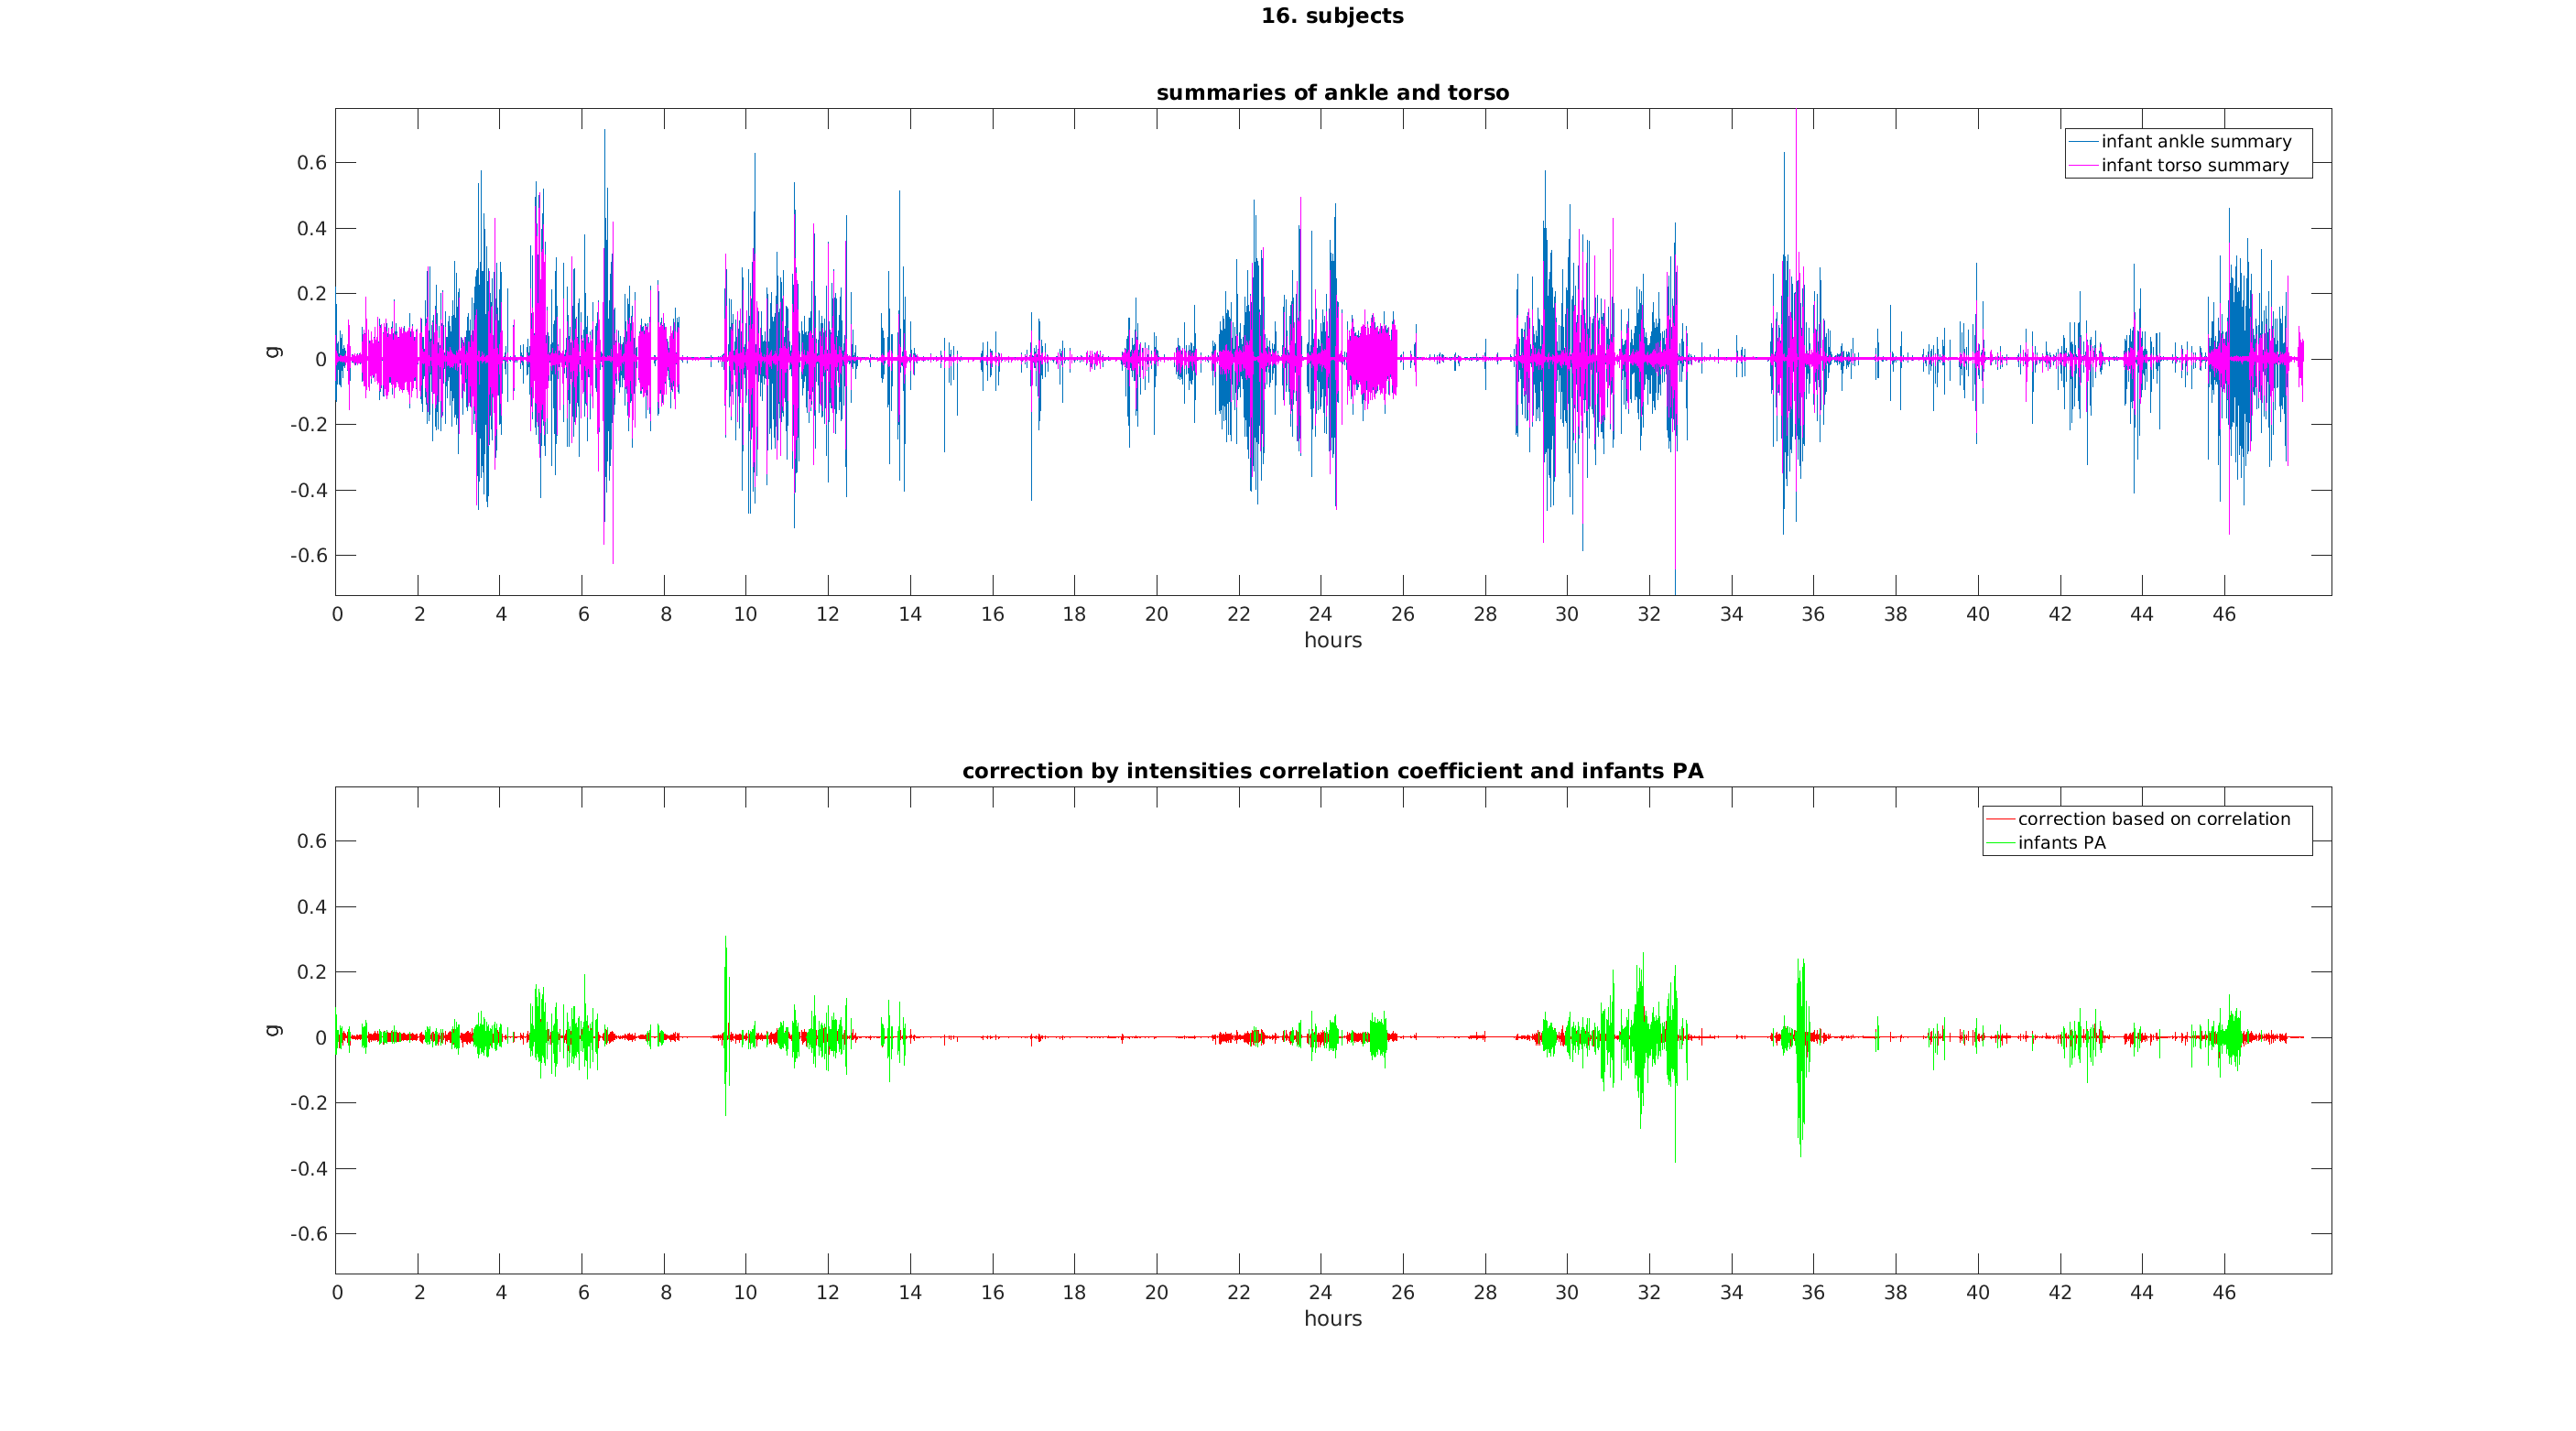 16. subjects
summaries of ankle and torso
infant ankle summary
infant torso summary
g
0.6
0.4
0.2
0
-0.2
-0.4
-0.6
0 2 4 6 8 10 12 14 16 18 20 22 24 26 28 30 32 34 36 38 40 42 44 46
hours
correction by intensities correlation coefficient and infants PA
correction based on correlation
infants PA
g
0.6
0.4
0.2
0
-0.2
-0.4
-0.6
0 2 4 6 8 10 12 14 16 18 20 22 24 26 28 30 32 34 36 38 40 42 44 46
hours